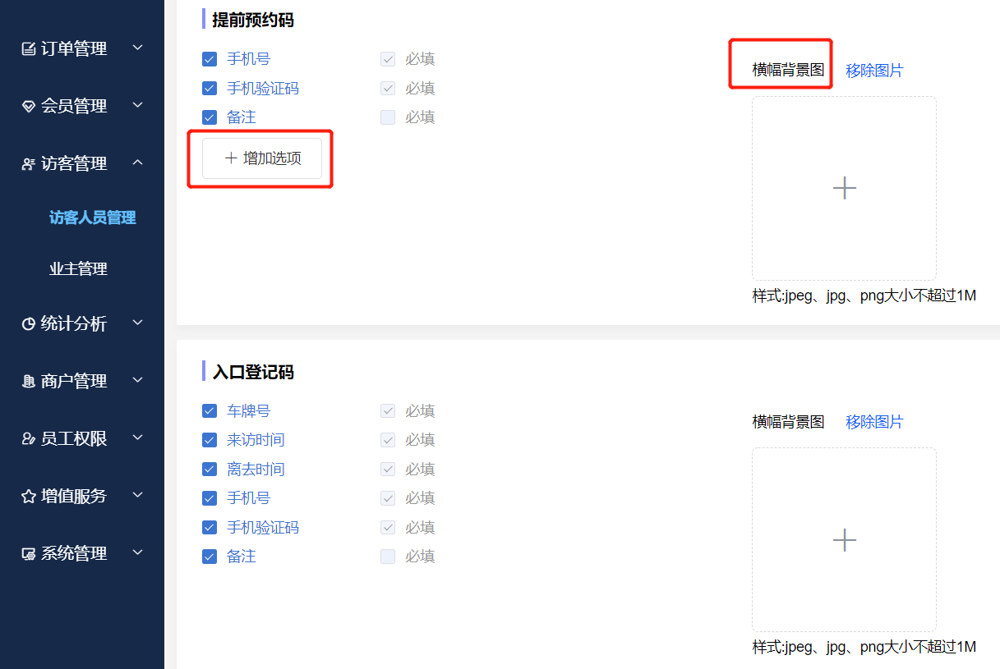 订单管理
会员管理
访客管理
访客人员管理
业主管理
统计分析
商户管理
员工权限
增值服务
系统管理
提前预约码
手机号 必填
手机验证码 必填
备注 必填
增加选项
横幅背景图 移除图片
样式:jpeg、jpg、png大小不超过1M
入口登记码
车牌号 必填
来访时间 必填
离去时间 必填
手机号 必填
手机验证码 必填
备注 必填
横幅背景图 移除图片
样式:jpeg、jpg、png大小不超过1M